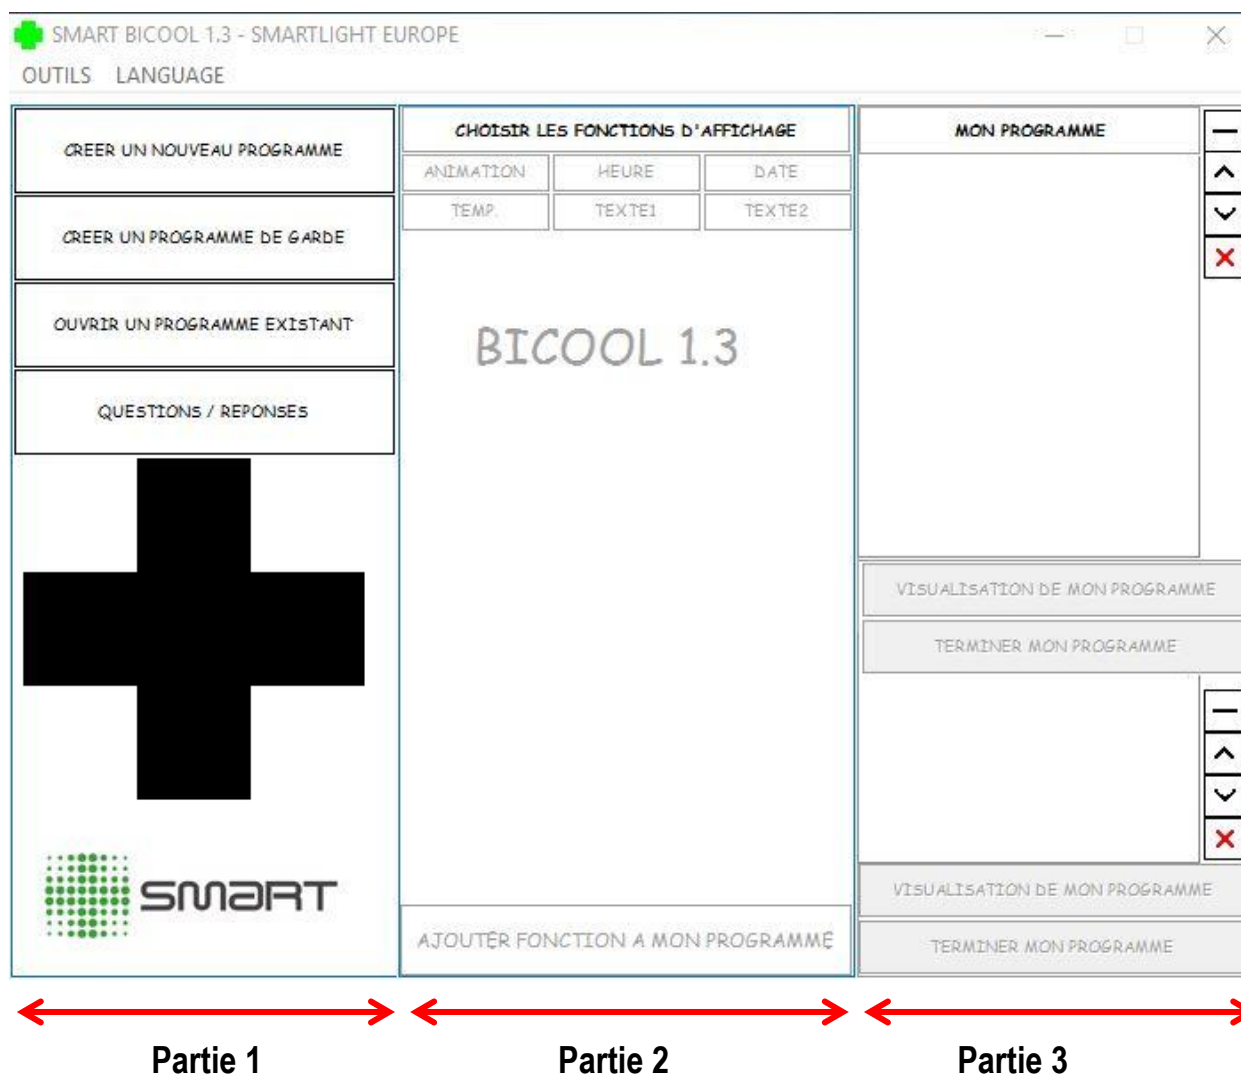 SMART BICOOL 1.3 - SMARTLIGHT EUROPE
OUTILS LANGUAGE
CREER UN NOUVEAU PROGRAMME
CREER UN PROGRAMME DE GARDE
OUVRIR UN PROGRAMME EXISTANT
QUESTIONS / REPONSES
SMART
CHOISIR LES FONCTIONS D'AFFICHAGE
ANIMATION HEURE DATE
TEMP. TEXTE1 TEXTE2
BICOOL 1.3
AJOUTER FONCTION A MON PROGRAMME
MON PROGRAMME
VISUALISATION DE MON PROGRAMME
TERMINER MON PROGRAMME
VISUALISATION DE MON PROGRAMME
TERMINER MON PROGRAMME
Partie 1 Partie 2 Partie 3